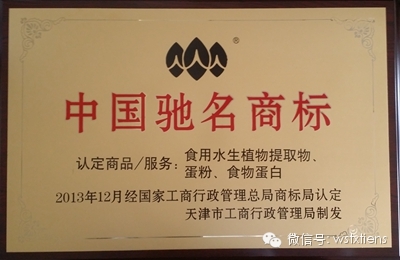 ®
中国驰名商标
认定商品/服务: 食用水生植物提取物、
蛋粉、食物蛋白
2013年12月经国家工商行政管理总局商标局认定
天津市工商行政管理局制发
微信号: wsfxtiens